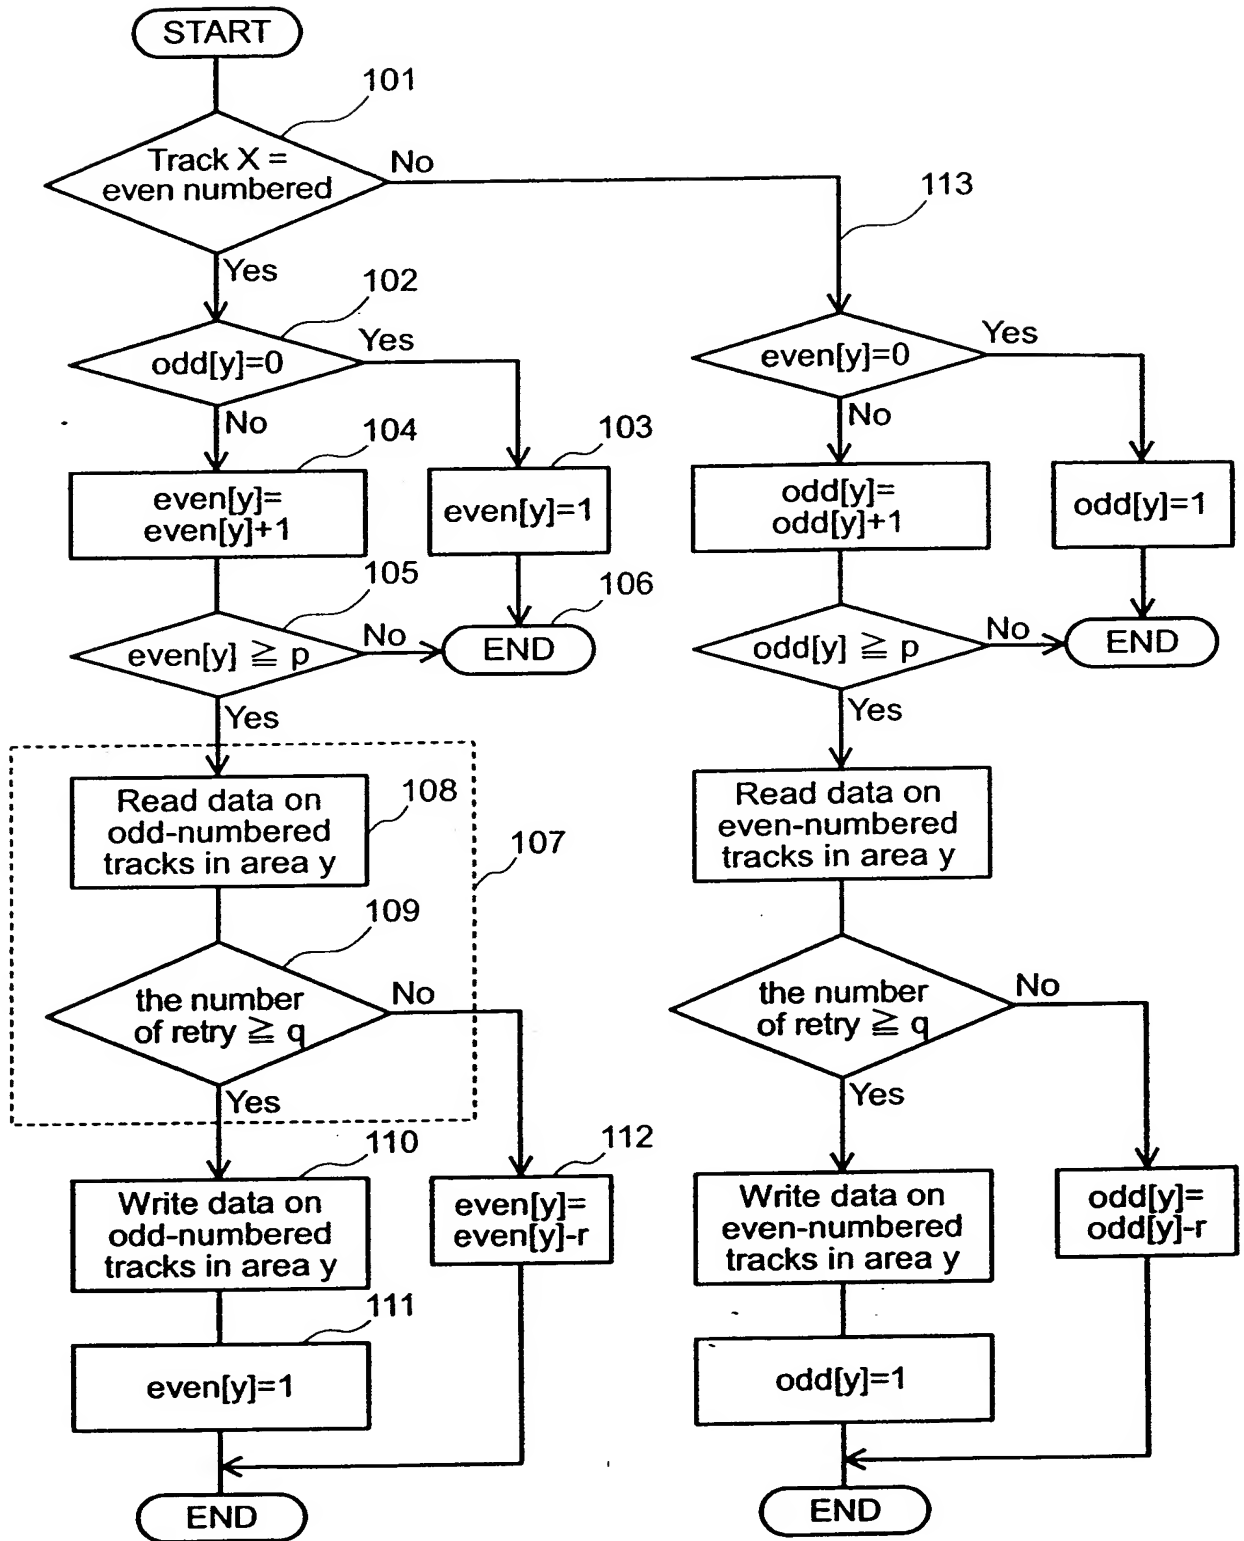 START
101
Track X =
even numbered
No
113
Yes
102
odd[y]=0
Yes
even[y]=0
Yes
No
104
103
No
even[y]=
even[y]+1
even[y]=1
odd[y]=
odd[y]+1
odd[y]=1
105
106
even[y] ≧ p
No
END
odd[y] ≧ p
No
END
Yes
Yes
Read data on
odd-numbered
tracks in area y
108
107
Read data on
even-numbered
tracks in area y
109
the number
of retry ≧ q
No
the number
of retry ≧ q
No
Yes
Yes
110
112
Write data on
odd-numbered
tracks in area y
even[y]=
even[y]-r
Write data on
even-numbered
tracks in area y
odd[y]=
odd[y]-r
111
even[y]=1
odd[y]=1
END
END